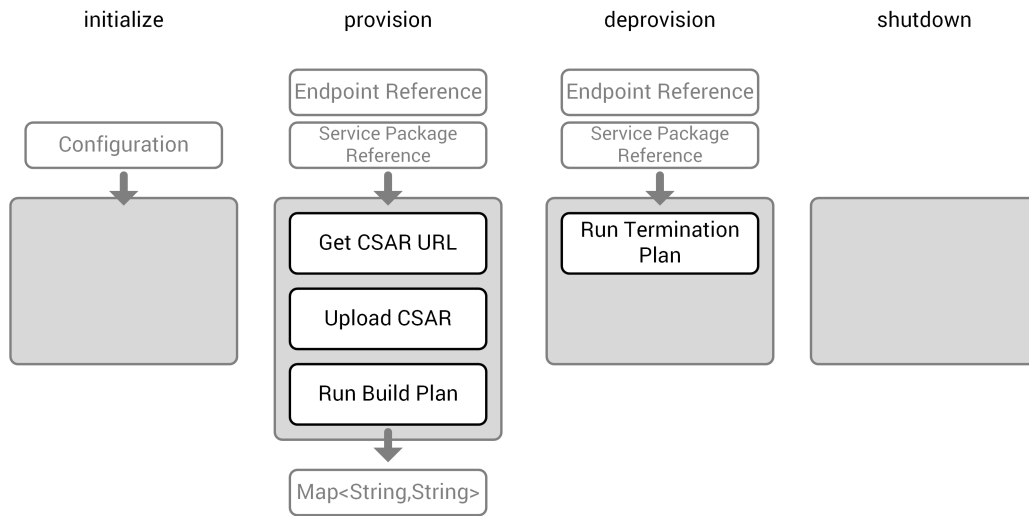 initialize
provision
deprovision
shutdown
Endpoint Reference
Endpoint Reference
Configuration
Service Package
Reference
Service Package
Reference
Get CSAR URL
Upload CSAR
Run Build Plan
Run Termination
Plan
Map<String,String>